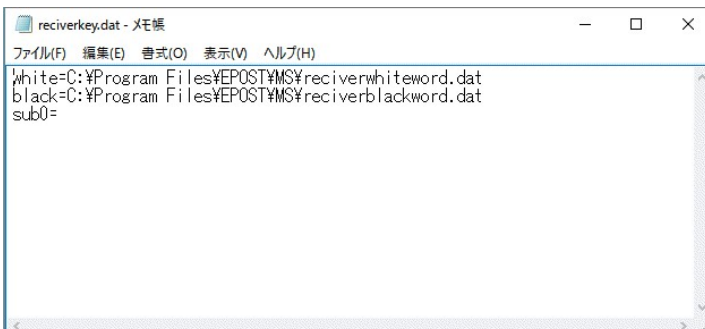 reciverkey.dat - メモ帳
ファイル(F) 編集(E) 書式(O) 表示(V) ヘルプ(H)
white=C:¥Program Files¥EPOST¥MS¥reciverwhiteword.dat
black=C:¥Program Files¥EPOST¥MS¥reciverblackword.dat
sub0=